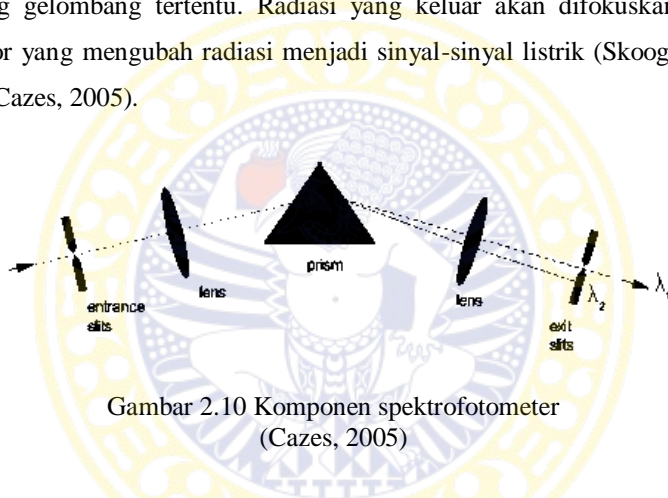 g gelombang tertentu. Radiasi yang keluar akan difokuskan
or yang mengubah radiasi menjadi sinyal-sinyal listrik (Skoog
Cazes, 2005).
entrance
slits
lens
prism
lens
exit
slits
λ₂
λ₁
Gambar 2.10 Komponen spektrofotometer
(Cazes, 2005)